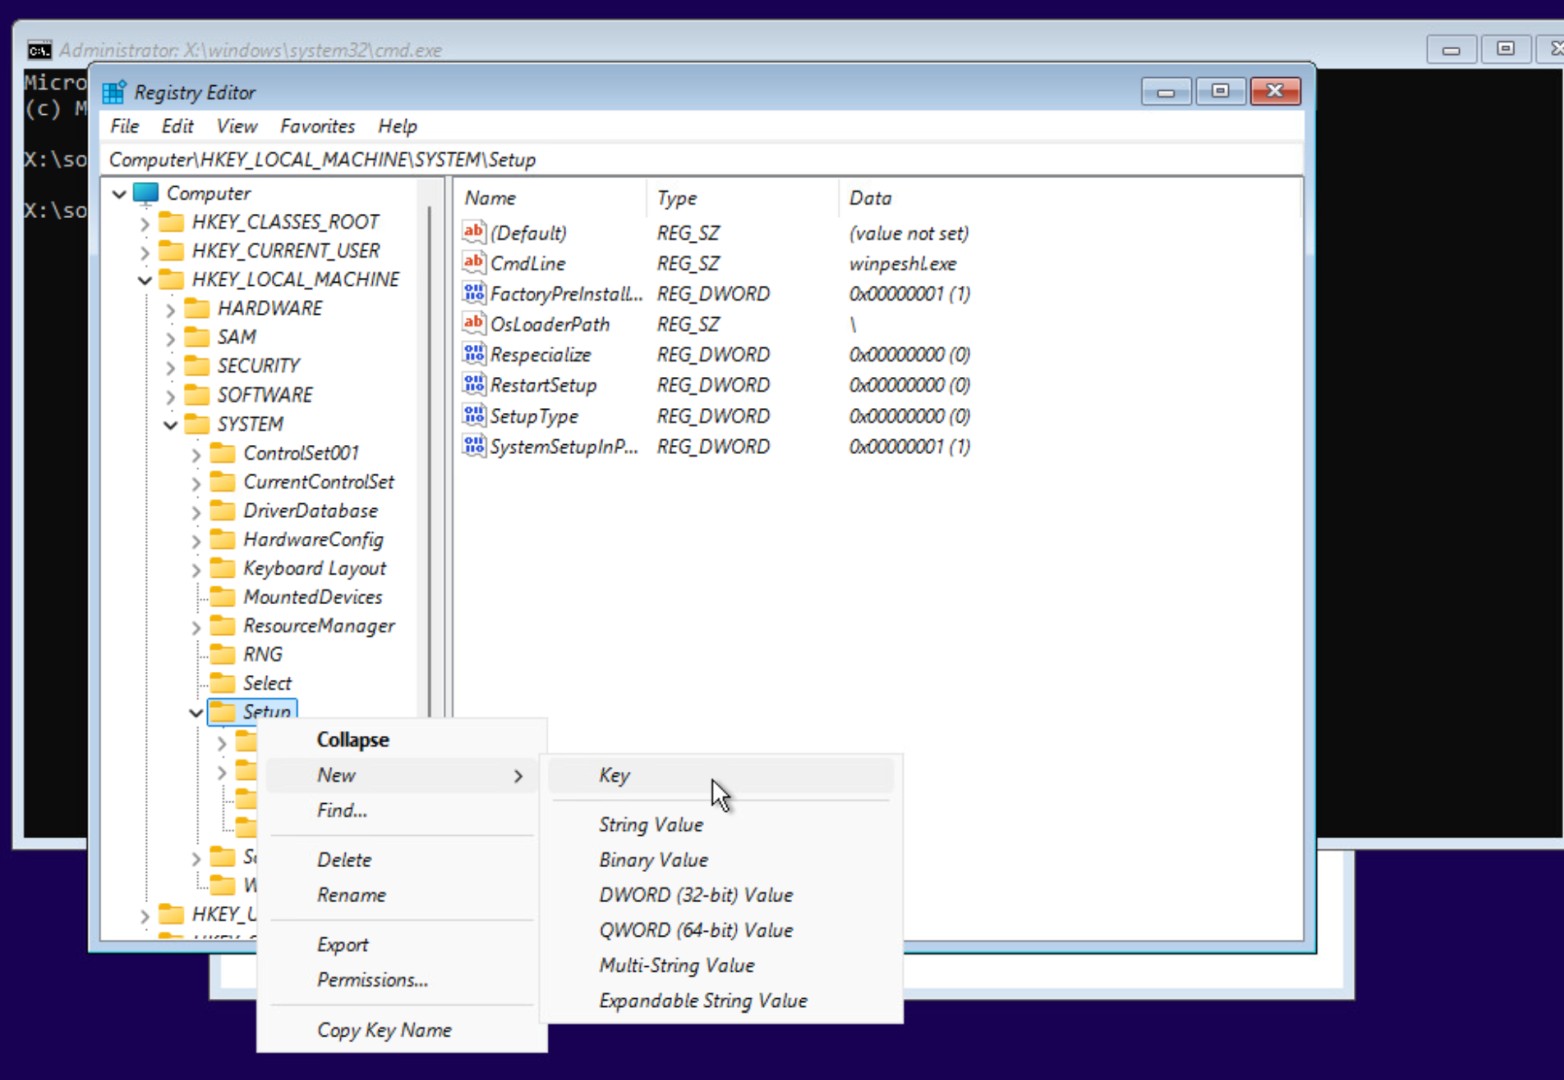 Administrator: X:\windows\system32\cmd.exe
Micro
(c) M
X:\so
X:\so
Registry Editor
File Edit View Favorites Help
Computer\HKEY_LOCAL_MACHINE\SYSTEM\Setup
Computer
HKEY_CLASSES_ROOT
HKEY_CURRENT_USER
HKEY_LOCAL_MACHINE
HARDWARE
SAM
SECURITY
SOFTWARE
SYSTEM
ControlSet001
CurrentControlSet
DriverDatabase
HardwareConfig
Keyboard Layout
MountedDevices
ResourceManager
RNG
Select
Setup
W
HKEY_U
Name Type Data
(Default) REG_SZ (value not set)
CmdLine REG_SZ winpeshl.exe
FactoryPreInstall... REG_DWORD 0x00000001 (1)
OsLoaderPath REG_SZ \
Respecialize REG_DWORD 0x00000000 (0)
RestartSetup REG_DWORD 0x00000000 (0)
SetupType REG_DWORD 0x00000000 (0)
SystemSetupInP... REG_DWORD 0x00000001 (1)
Collapse
New
Find...
Delete
Rename
Export
Permissions...
Copy Key Name
Key
String Value
Binary Value
DWORD (32-bit) Value
QWORD (64-bit) Value
Multi-String Value
Expandable String Value